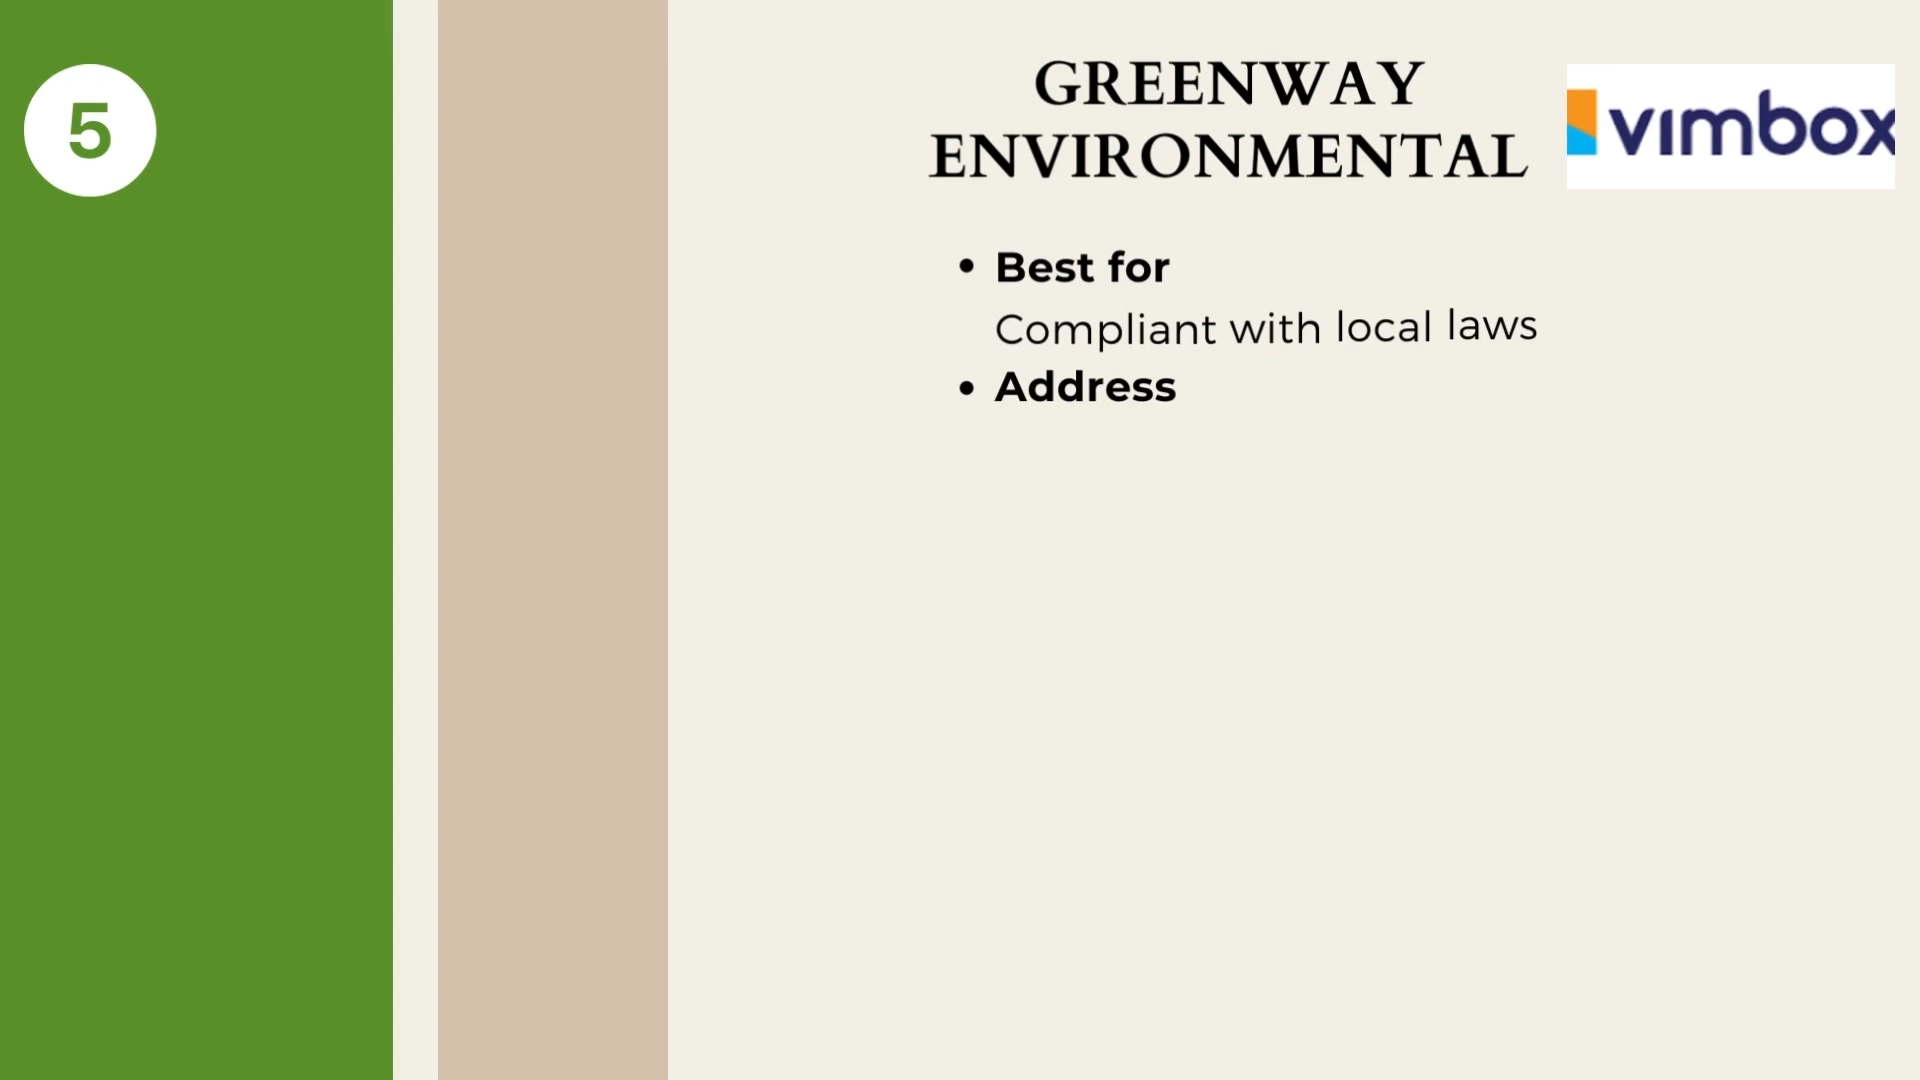 5
GREENWAY
ENVIRONMENTAL
vimbox
• Best for
Compliant with local laws
• Address